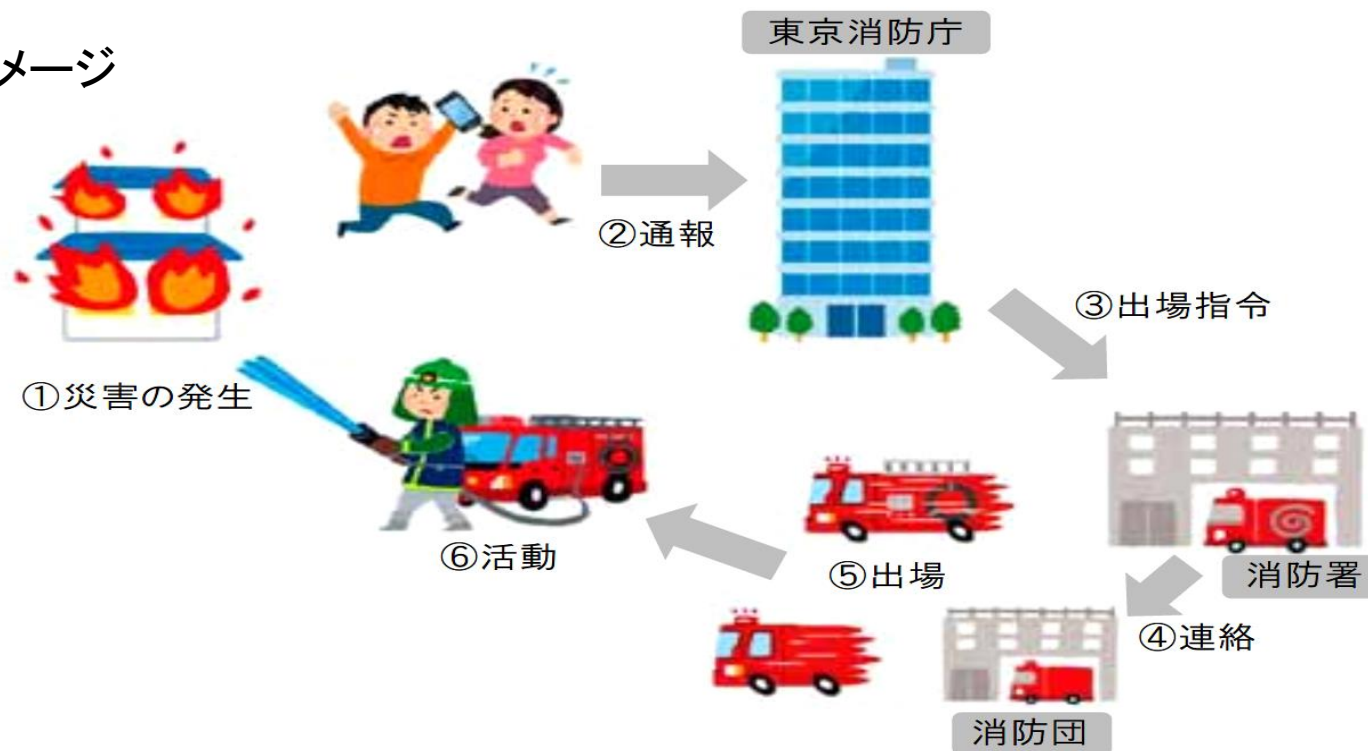 メージ
東京消防庁
②通報
③出場指令
①災害の発生
⑥活動
⑤出場
消防署
④連絡
消防団